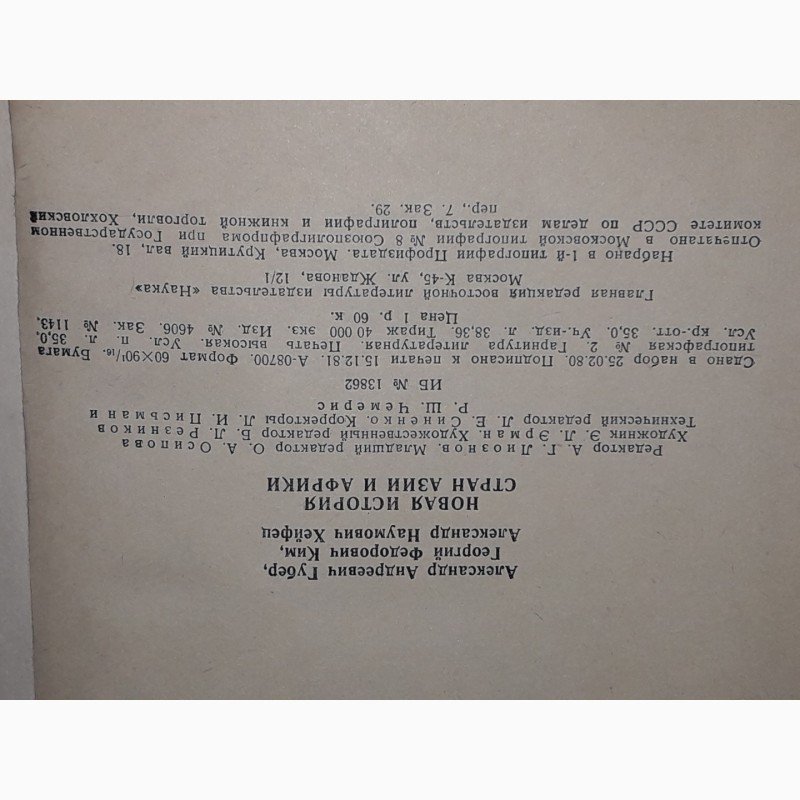 Александр Андреевич Губер,
Георгий Федорович Ким,
Александр Наумович Хейфец
НОВАЯ ИСТОРИЯ
СТРАН АЗИИ И АФРИКИ
Редактор А. Г. Лиознов. Младший редактор О. А. Осипова
Художник Э. Л. Эрман. Художественный редактор Б. Л. Резников
Технический редактор Л. Е. Синенко. Корректоры Л. И. Письман и
Р. Ш. Чемерис
ИБ № 13862
Сдано в набор 25.02.80. Подписано к печати 15.12.81. А-08700. Формат 60×90¹/₁₆. Бумага
типографская № 2. Гарнитура литературная. Печать высокая. Усл. п. л. 35,0.
Усл. кр.-отт. 35,0. Уч.-изд. л. 38,36. Тираж 40 000 экз. Изд. № 4606. Зак. № 1143.
Цена 1 р. 60 к.
Главная редакция восточной литературы издательства «Наука»
Москва К-45, ул. Жданова, 12/1
Набрано в 1-й типографии Профиздата. Москва, Крутицкий вал, 18.
Отпечатано в Московской типографии № 8 Союзполиграфпрома при Государственном
комитете СССР по делам издательств, полиграфии и книжной торговли, Хохловский
пер., 7. Зак. 29.